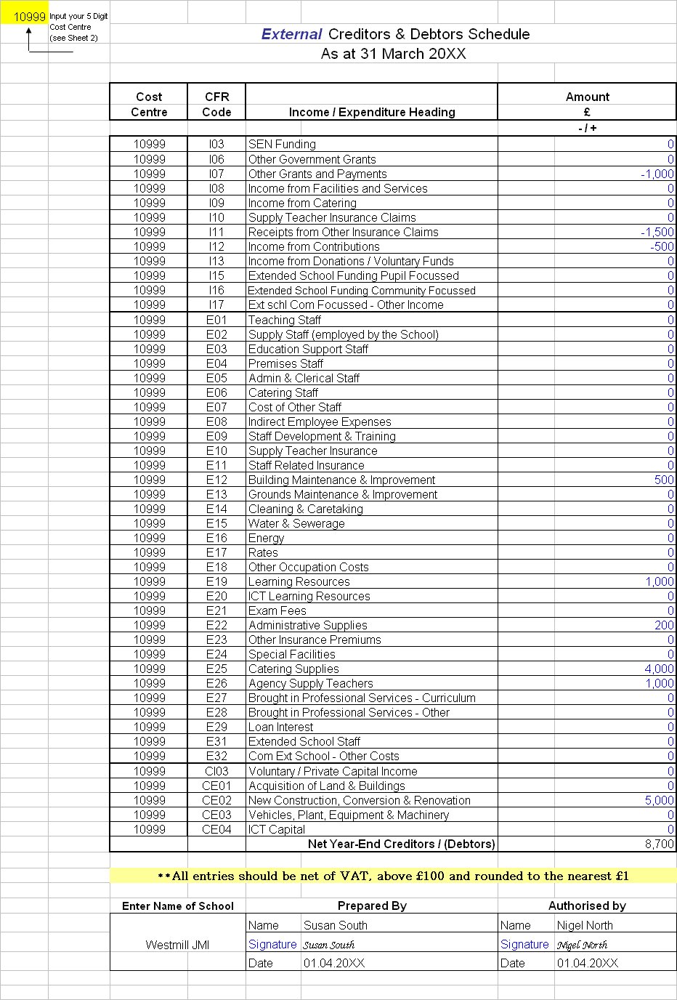 10999 Input your 5 Digit
Cost Centre
(see Sheet 2)
External Creditors & Debtors Schedule
As at 31 March 20XX
Cost CFR Amount
Centre Code Income / Expenditure Heading £
- / +
10999 I03 SEN Funding 0
10999 I06 Other Government Grants 0
10999 I07 Other Grants and Payments -1,000
10999 I08 Income from Facilities and Services 0
10999 I09 Income from Catering 0
10999 I10 Supply Teacher Insurance Claims 0
10999 I11 Receipts from Other Insurance Claims -1,500
10999 I12 Income from Contributions -500
10999 I13 Income from Donations / Voluntary Funds 0
10999 I15 Extended School Funding Pupil Focussed 0
10999 I16 Extended School Funding Community Focussed 0
10999 I17 Ext schl Com Focussed - Other Income 0
10999 E01 Teaching Staff 0
10999 E02 Supply Staff (employed by the School) 0
10999 E03 Education Support Staff 0
10999 E04 Premises Staff 0
10999 E05 Admin & Clerical Staff 0
10999 E06 Catering Staff 0
10999 E07 Cost of Other Staff 0
10999 E08 Indirect Employee Expenses 0
10999 E09 Staff Development & Training 0
10999 E10 Supply Teacher Insurance 0
10999 E11 Staff Related Insurance 0
10999 E12 Building Maintenance & Improvement 500
10999 E13 Grounds Maintenance & Improvement 0
10999 E14 Cleaning & Caretaking 0
10999 E15 Water & Sewerage 0
10999 E16 Energy 0
10999 E17 Rates 0
10999 E18 Other Occupation Costs 0
10999 E19 Learning Resources 1,000
10999 E20 ICT Learning Resources 0
10999 E21 Exam Fees 0
10999 E22 Administrative Supplies 200
10999 E23 Other Insurance Premiums 0
10999 E24 Special Facilities 0
10999 E25 Catering Supplies 4,000
10999 E26 Agency Supply Teachers 1,000
10999 E27 Brought in Professional Services - Curriculum 0
10999 E28 Brought in Professional Services - Other 0
10999 E29 Loan Interest 0
10999 E31 Extended School Staff 0
10999 E32 Com Ext School - Other Costs 0
10999 CI03 Voluntary / Private Capital Income 0
10999 CE01 Acquisition of Land & Buildings 0
10999 CE02 New Construction, Conversion & Renovation 5,000
10999 CE03 Vehicles, Plant, Equipment & Machinery 0
10999 CE04 ICT Capital 0
Net Year-End Creditors / (Debtors) 8,700
**All entries should be net of VAT, above £100 and rounded to the nearest £1
Enter Name of School Prepared By Authorised by
Name Susan South Name Nigel North
Westmill JMI Signature Susan South Signature Nigel North
Date 01.04.20XX Date 01.04.20XX